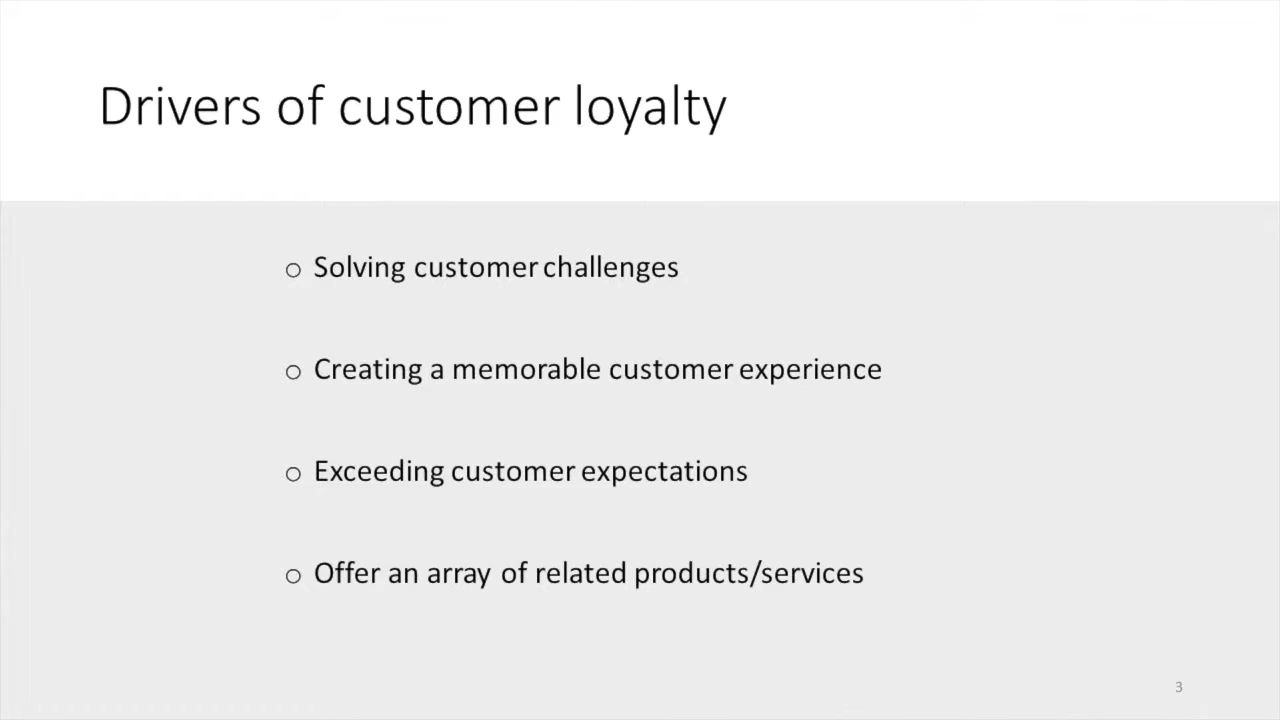 Drivers of customer loyalty
o Solving customer challenges
o Creating a memorable customer experience
o Exceeding customer expectations
o Offer an array of related products/services
3